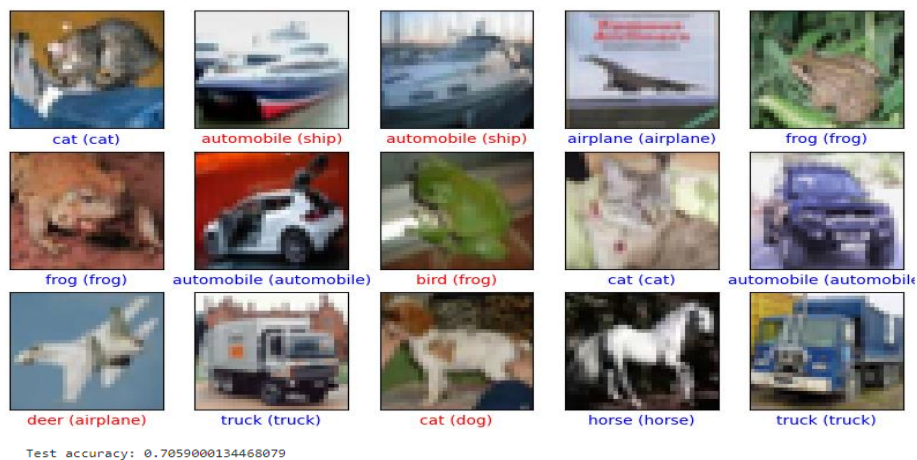 cat (cat) automobile (ship) automobile (ship) airplane (airplane) frog (frog)
frog (frog) automobile (automobile) bird (frog) cat (cat) automobile (automobile
deer (airplane) truck (truck) cat (dog) horse (horse) truck (truck)
Test accuracy: 0.7059000134468079